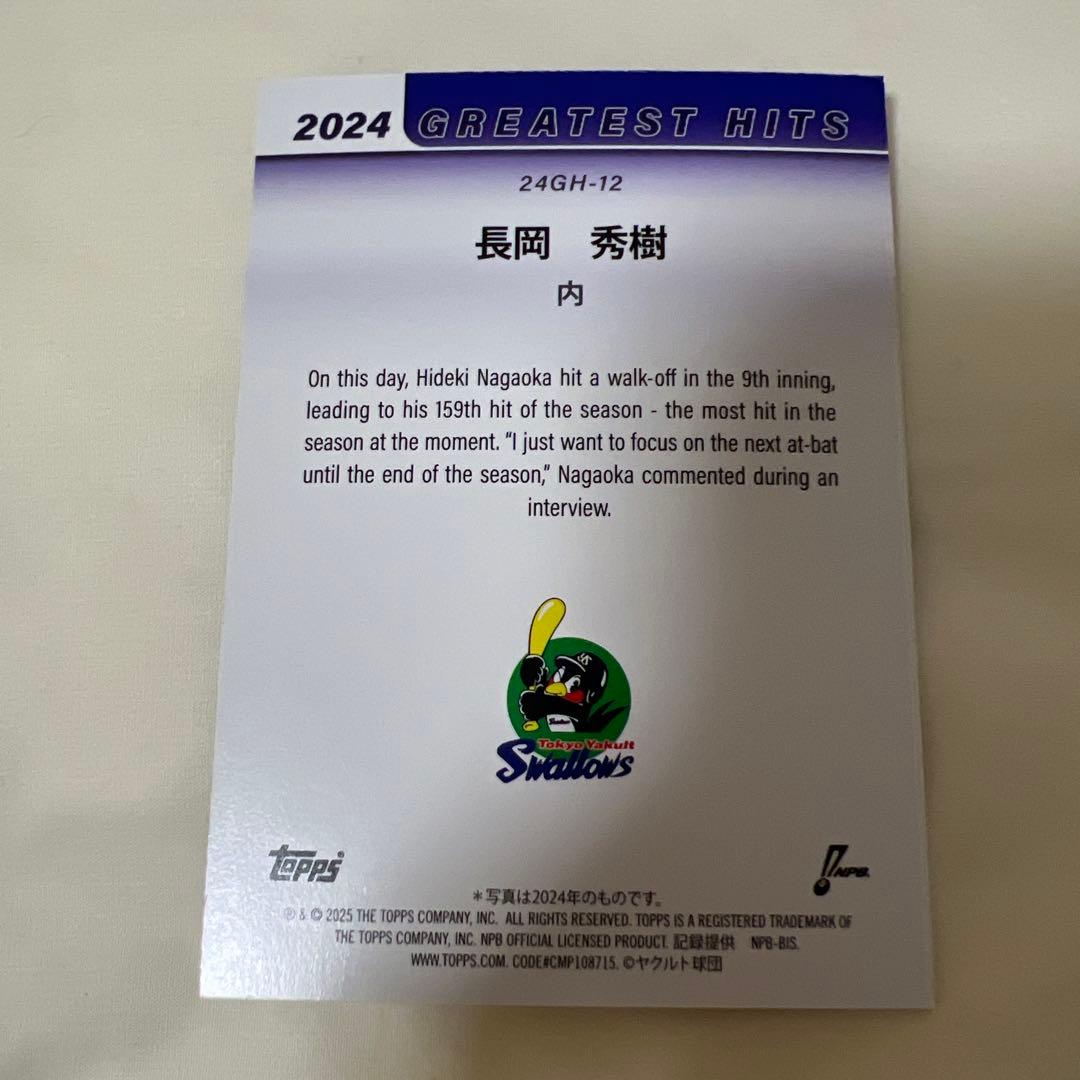 2024 GREATEST HITS
24GH-12
長岡　秀樹
内
On this day, Hideki Nagaoka hit a walk-off in the 9th inning,
leading to his 159th hit of the season - the most hit in the
season at the moment. “I just want to focus on the next at-bat
until the end of the season,” Nagaoka commented during an
interview.
Tokyo Yakult
Swallows
topps®
NPB.
＊写真は2024年のものです。
℗ & © 2025 THE TOPPS COMPANY, INC. ALL RIGHTS RESERVED. TOPPS IS A REGISTERED TRADEMARK OF
THE TOPPS COMPANY, INC. NPB OFFICIAL LICENSED PRODUCT. 記録提供　NPB-BIS.
WWW.TOPPS.COM. CODE#CMP108715. ©ヤクルト球団